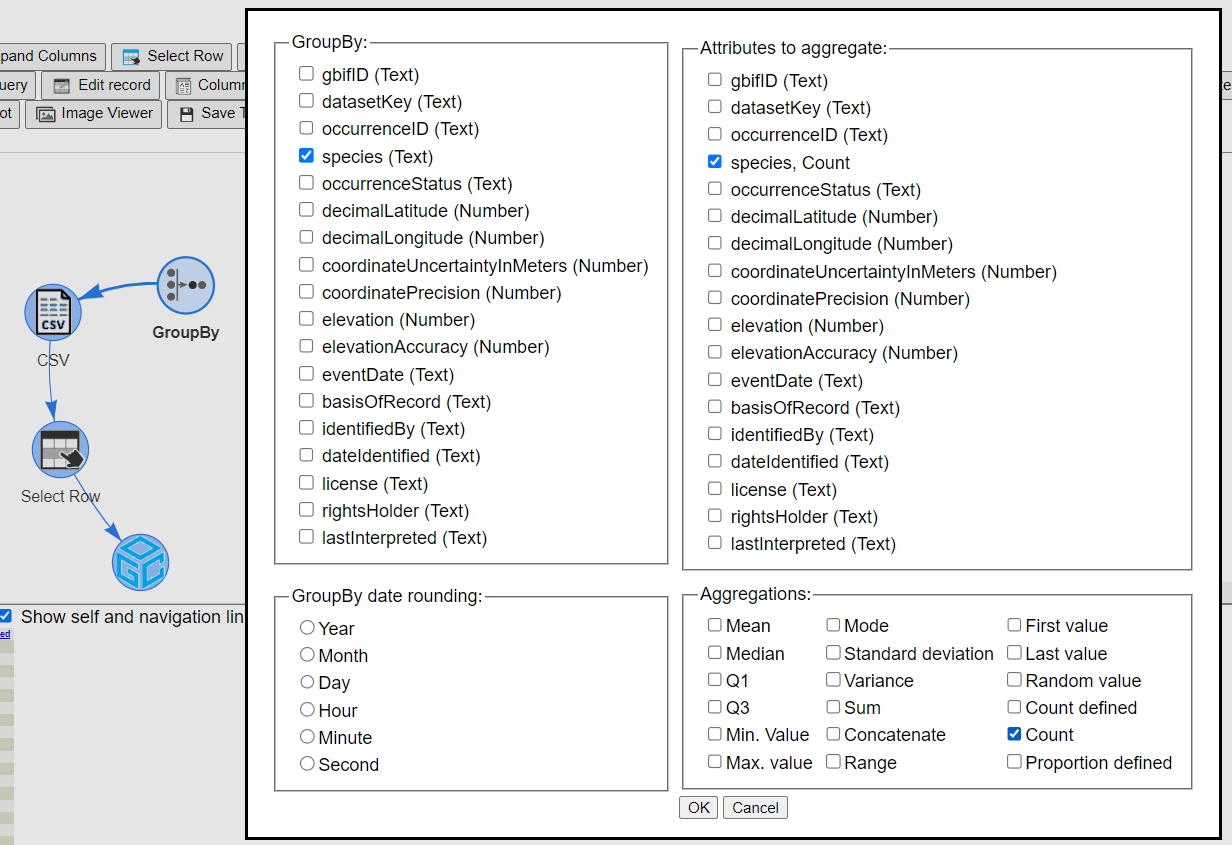 pand Columns
Select Row
uery
Edit record
Column
ot
Image Viewer
Save T
CSV
GroupBy
CSV
Select Row
OGC
Show self and navigation lin
ed
GroupBy:
gbifID (Text)
datasetKey (Text)
occurrenceID (Text)
species (Text)
occurrenceStatus (Text)
decimalLatitude (Number)
decimalLongitude (Number)
coordinateUncertaintyInMeters (Number)
coordinatePrecision (Number)
elevation (Number)
elevationAccuracy (Number)
eventDate (Text)
basisOfRecord (Text)
identifiedBy (Text)
dateIdentified (Text)
license (Text)
rightsHolder (Text)
lastInterpreted (Text)
Attributes to aggregate:
gbifID (Text)
datasetKey (Text)
occurrenceID (Text)
species, Count
occurrenceStatus (Text)
decimalLatitude (Number)
decimalLongitude (Number)
coordinateUncertaintyInMeters (Number)
coordinatePrecision (Number)
elevation (Number)
elevationAccuracy (Number)
eventDate (Text)
basisOfRecord (Text)
identifiedBy (Text)
dateIdentified (Text)
license (Text)
rightsHolder (Text)
lastInterpreted (Text)
GroupBy date rounding:
Year
Month
Day
Hour
Minute
Second
Aggregations:
Mean Mode First value
Median Standard deviation Last value
Q1 Variance Random value
Q3 Sum Count defined
Min. Value Concatenate Count
Max. value Range Proportion defined
OK Cancel